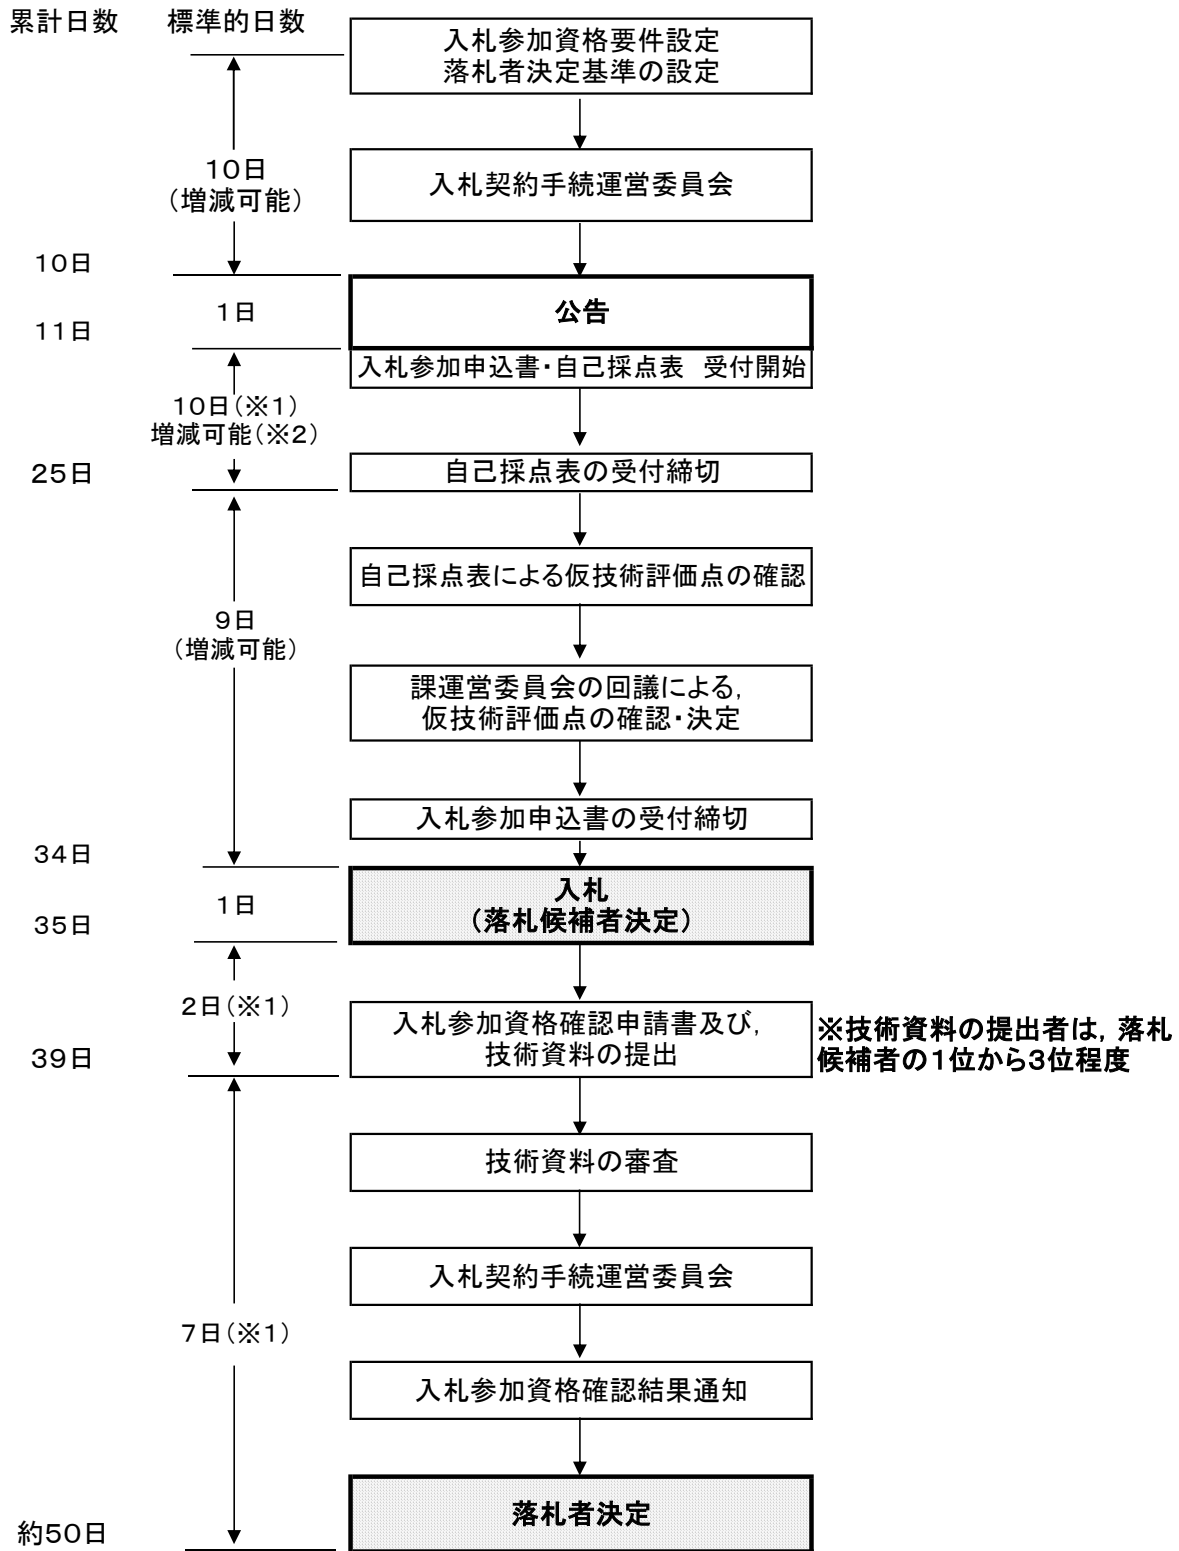 累計日数
標準的日数
入札参加資格要件設定
落札者決定基準の設定
10日
(増減可能)
入札契約手続運営委員会
10日
1日
公告
11日
入札参加申込書・自己採点表 受付開始
10日(※1)
増減可能(※2)
25日
自己採点表の受付締切
自己採点表による仮技術評価点の確認
9日
(増減可能)
課運営委員会の回議による,
仮技術評価点の確認・決定
入札参加申込書の受付締切
34日
1日
入札
(落札候補者決定)
35日
2日(※1)
入札参加資格確認申請書及び,
技術資料の提出
※技術資料の提出者は,落札
候補者の1位から3位程度
39日
技術資料の審査
入札契約手続運営委員会
7日(※1)
入札参加資格確認結果通知
落札者決定
約50日